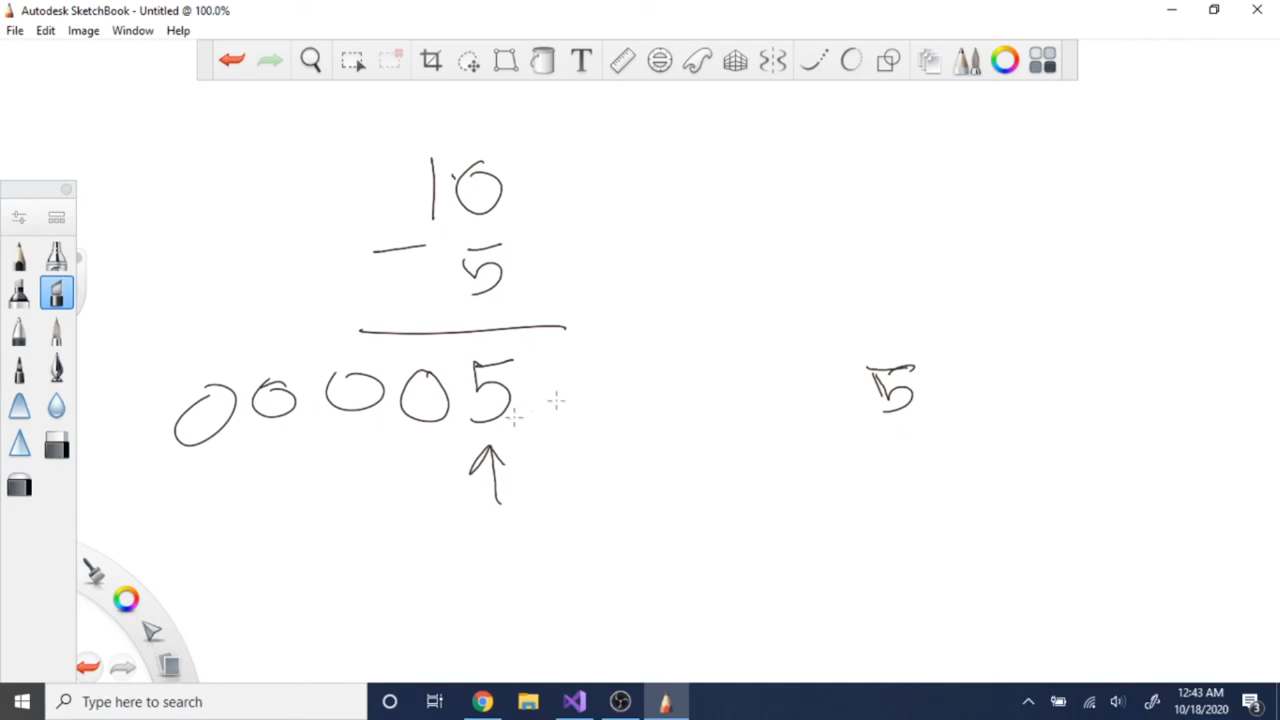 Autodesk SketchBook - Untitled @ 100.0%
File Edit Image Window Help
10
- 5
00005
5
Type here to search
12:43 AM
10/18/2020
3